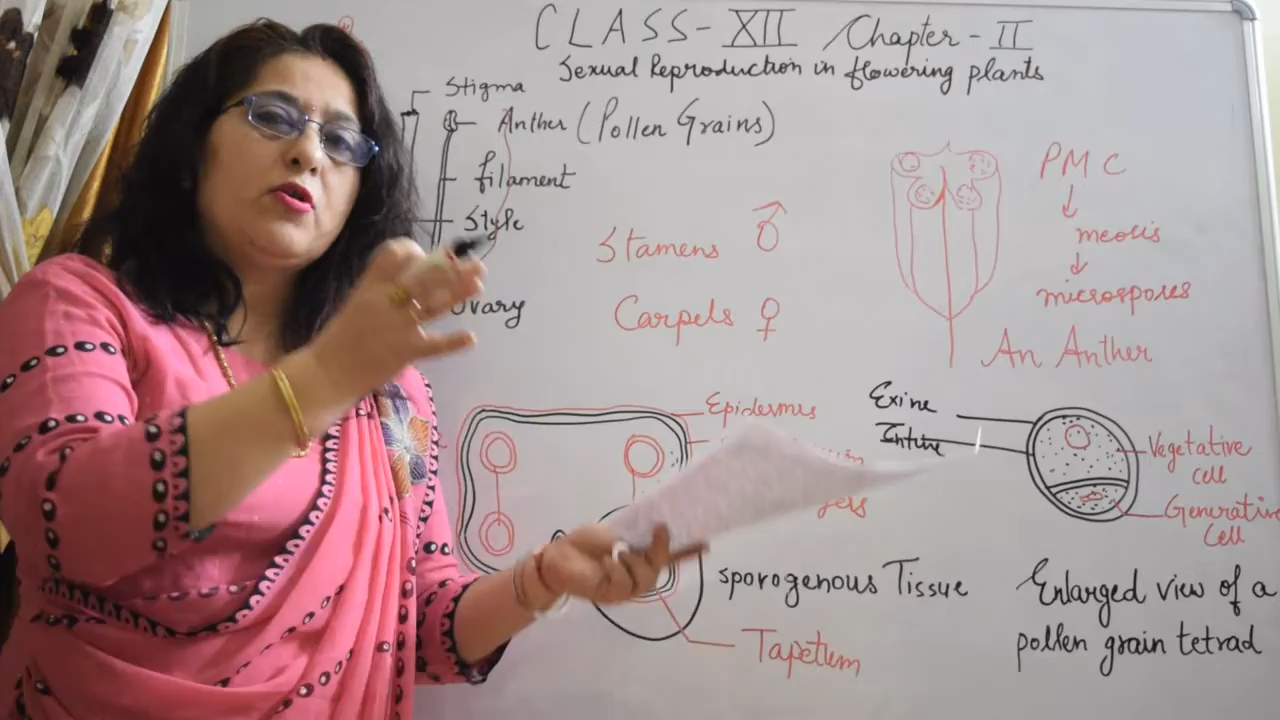 CLASS-XII Chapter-II
Sexual Reproduction in flowering plants
Stigma
Anther (Pollen Grains)
filament
Style
Ovary
Stamens ♂
Carpels ♀
PMC
↓
meosis
↓
microspores
An Anther
Epidermis
Sporogenous Tissue
Tapetum
Exine
Intine
Vegetative
cell
Generative
Cell
Enlarged view of a
pollen grain tetrad